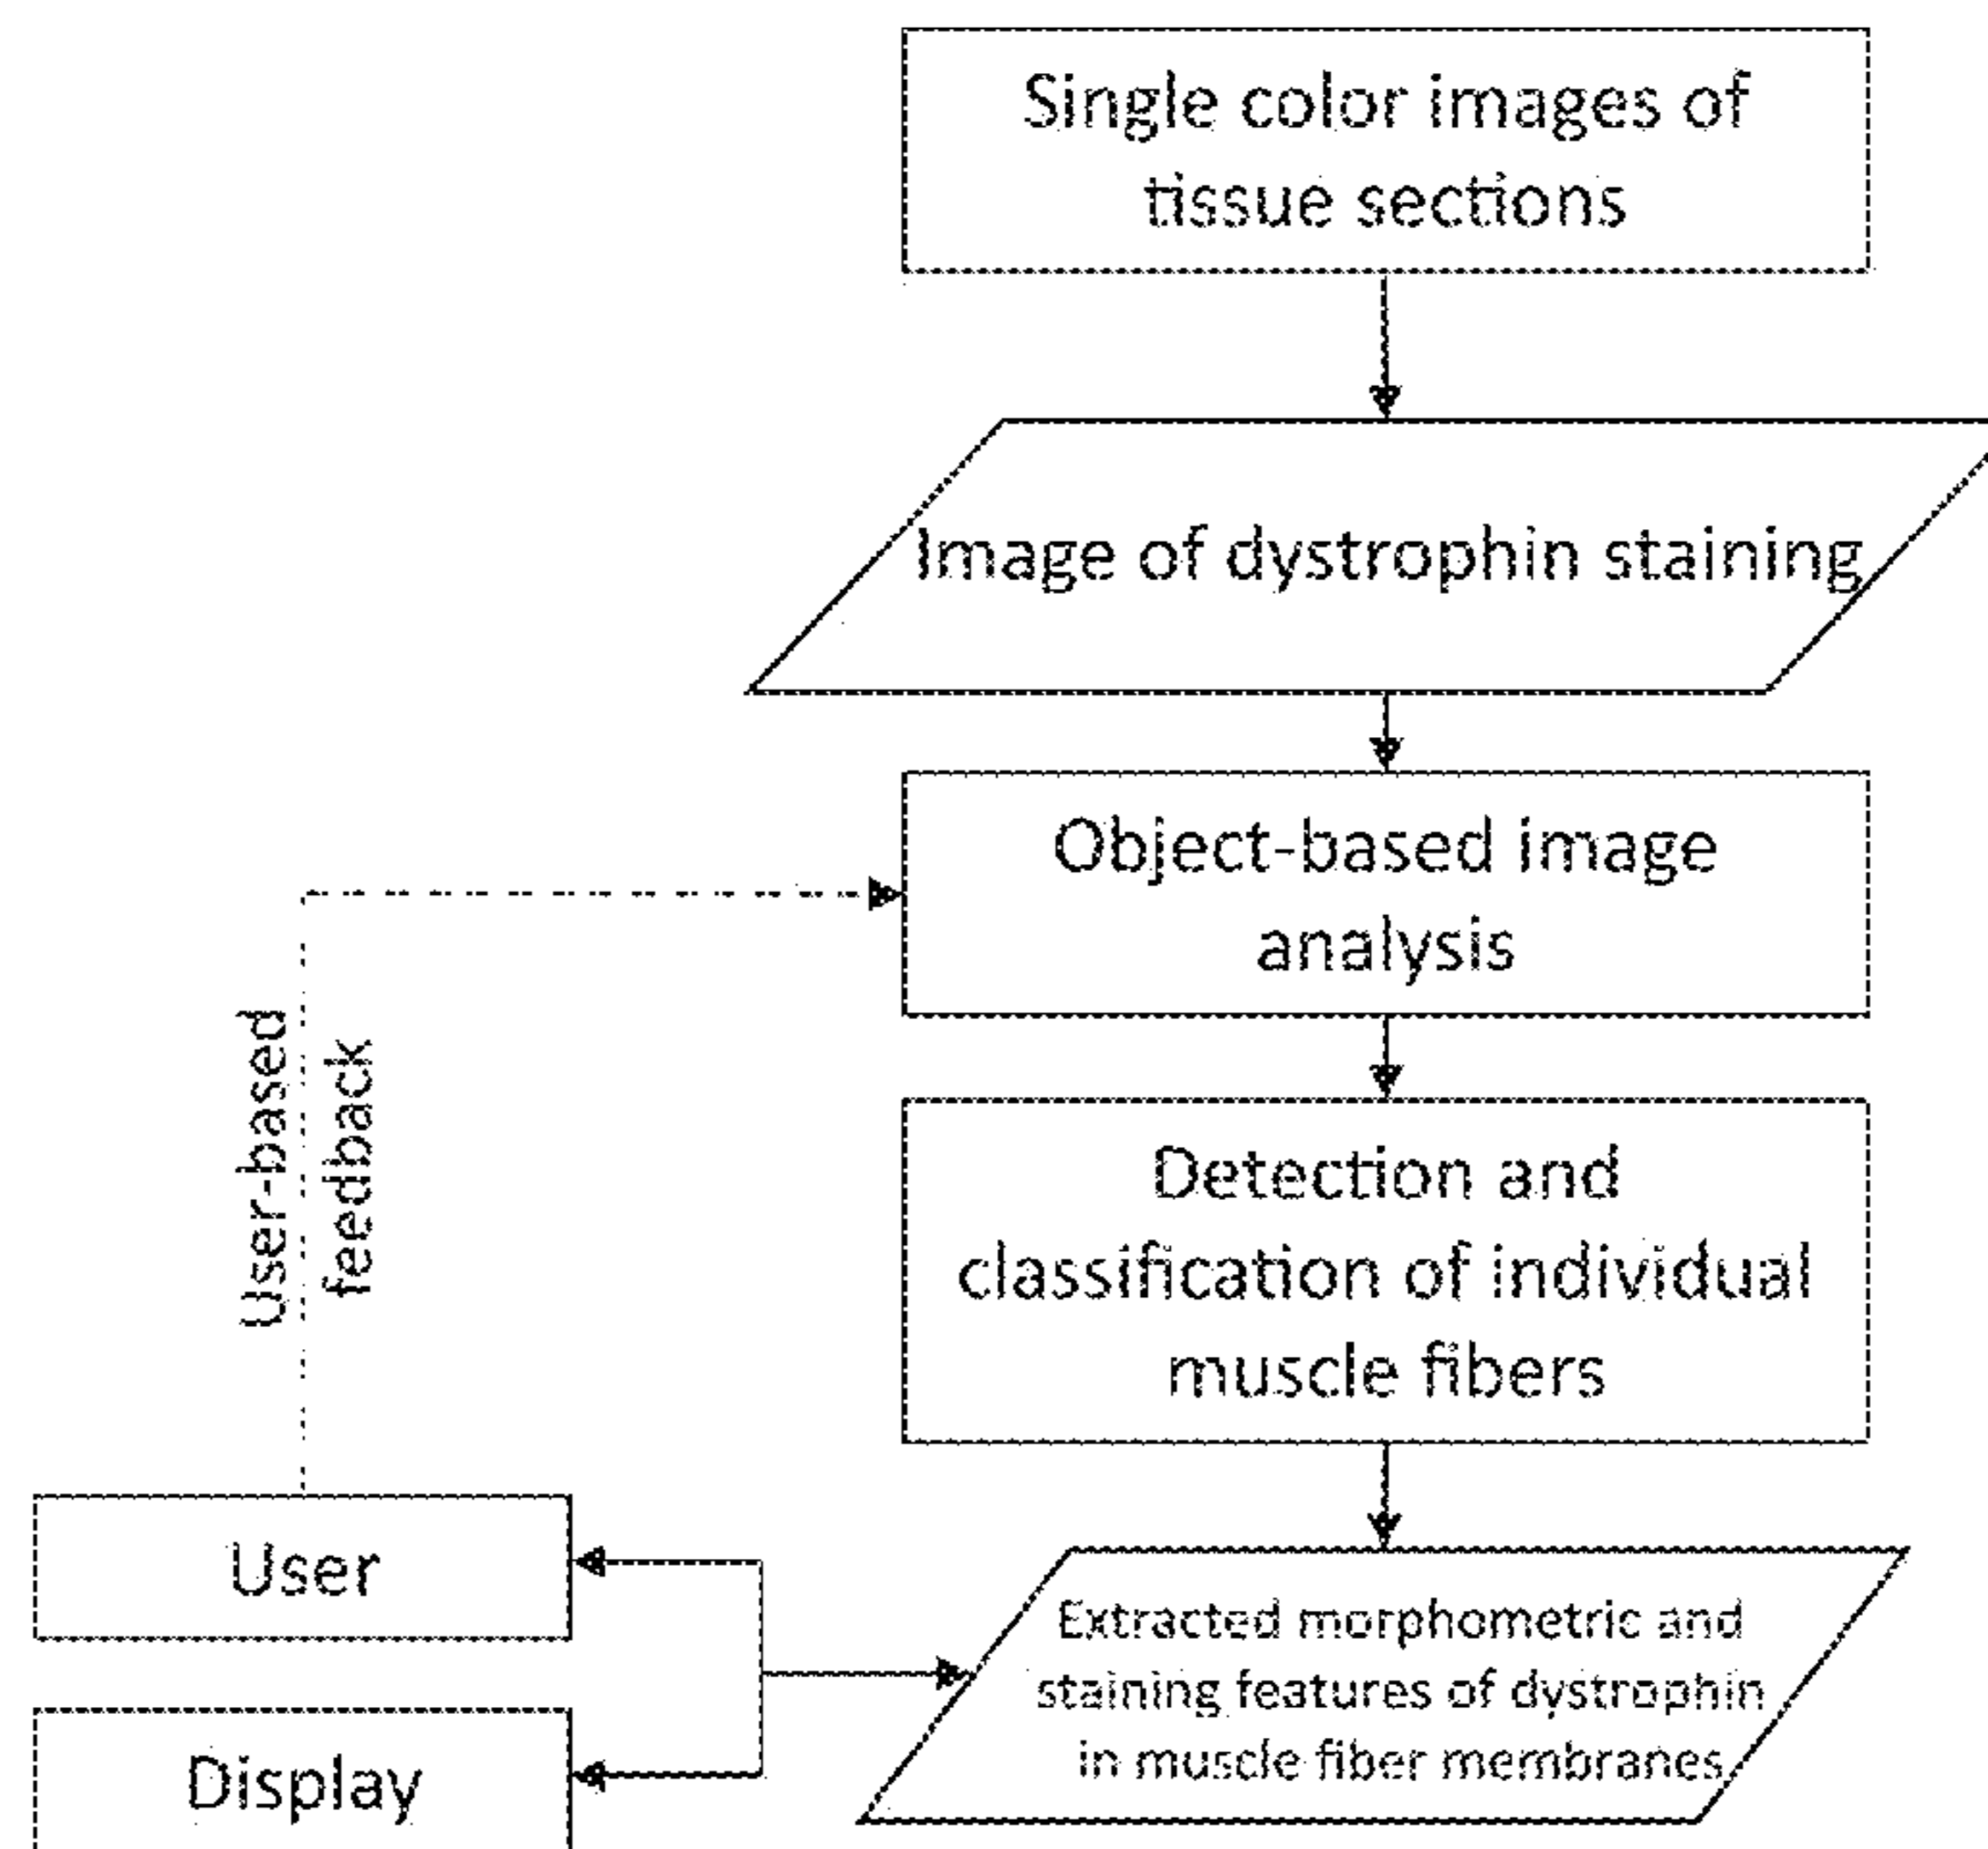 Single color images of
tissue sections
Image of dystrophin staining
Object-based image
analysis
User-based
feedback
Detection and
classification of individual
muscle fibers
User
Extracted morphometric and
staining features of dystrophin
in muscle fiber membranes
Display